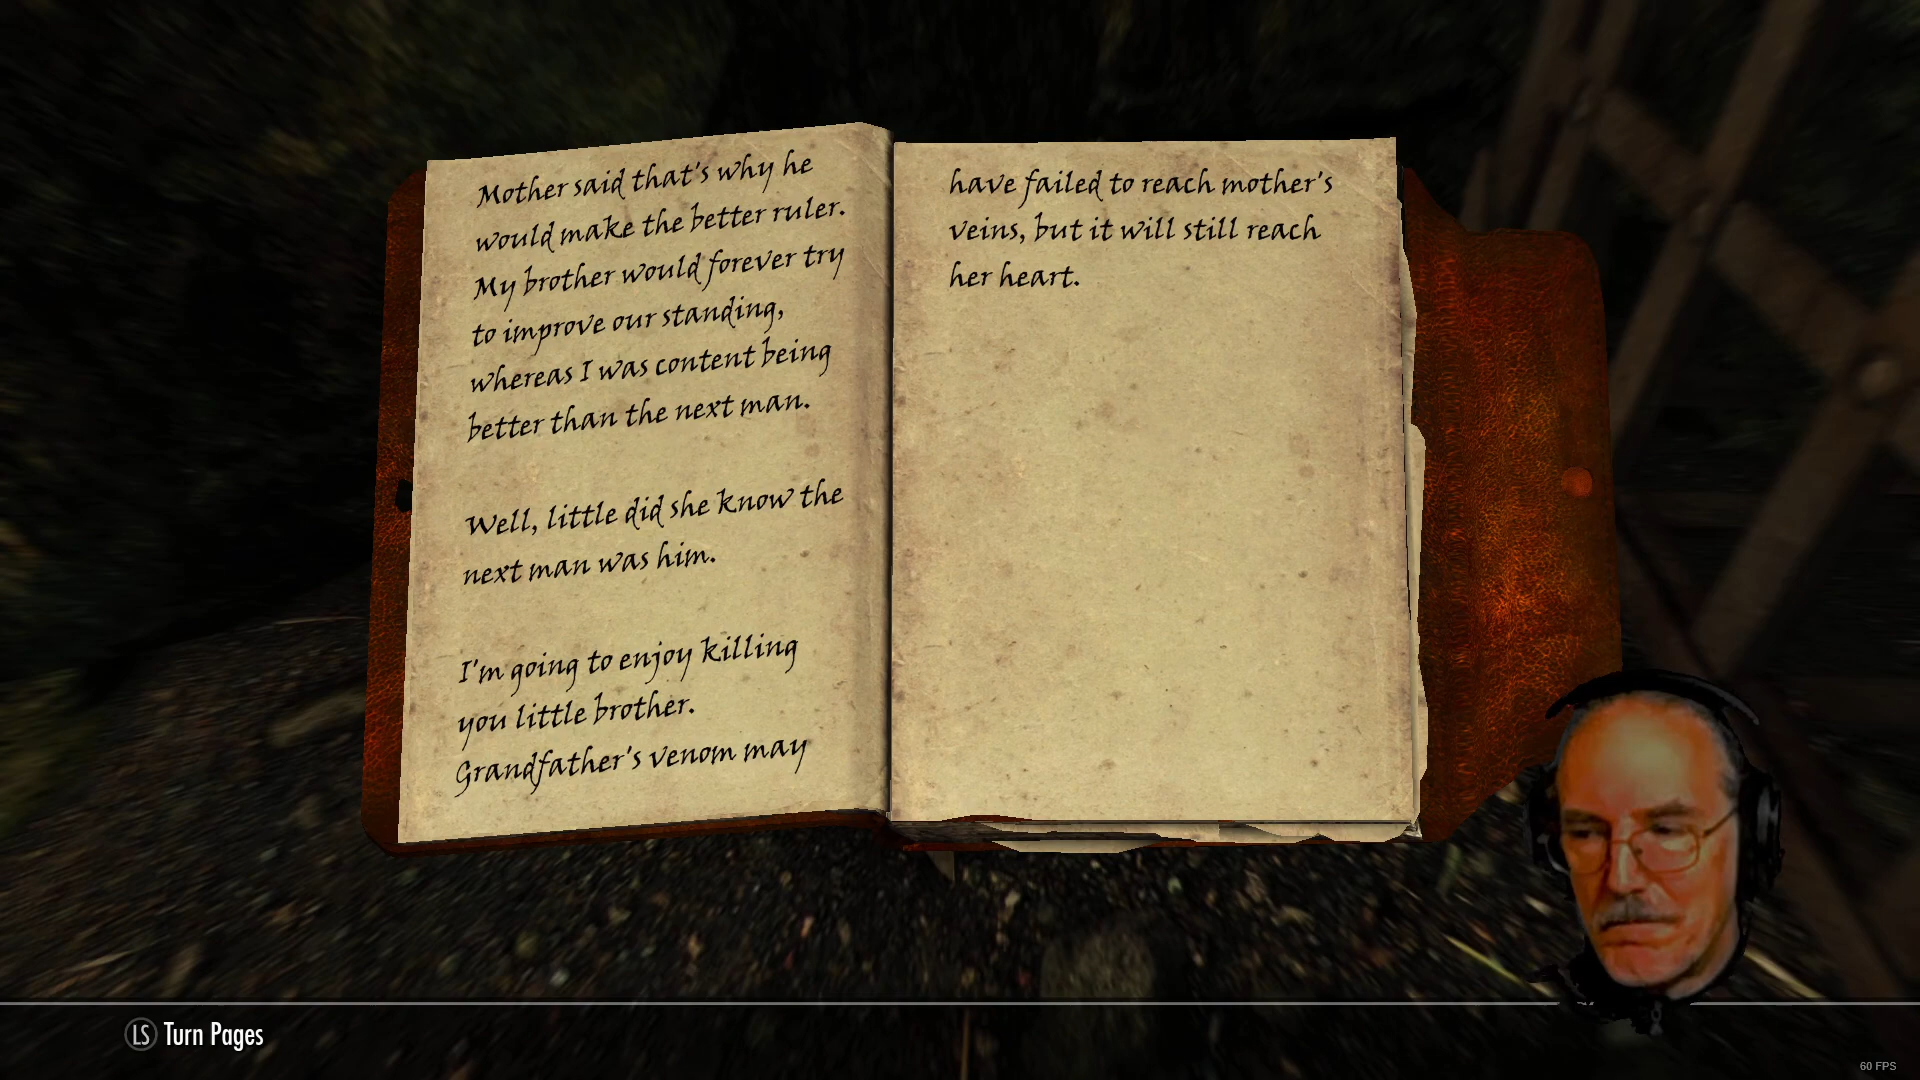 Mother said that's why he
would make the better ruler.
My brother would forever try
to improve our standing,
whereas I was content being
better than the next man.
Well, little did she know the
next man was him.
I'm going to enjoy killing
you little brother.
Grandfather's venom may
have failed to reach mother's
veins, but it will still reach
her heart.
LS Turn Pages
60 FPS